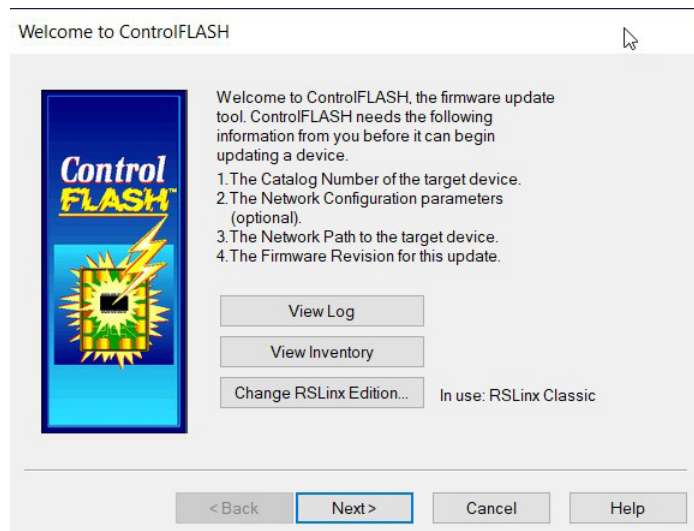 Welcome to ControlFLASH
Welcome to ControlFLASH, the firmware update
tool. ControlFLASH needs the following
information from you before it can begin
updating a device.
1.The Catalog Number of the target device.
2.The Network Configuration parameters
(optional).
3.The Network Path to the target device.
4.The Firmware Revision for this update.
Control
FLASH™
View Log
View Inventory
Change RSLinx Edition...
In use: RSLinx Classic
< Back
Next >
Cancel
Help